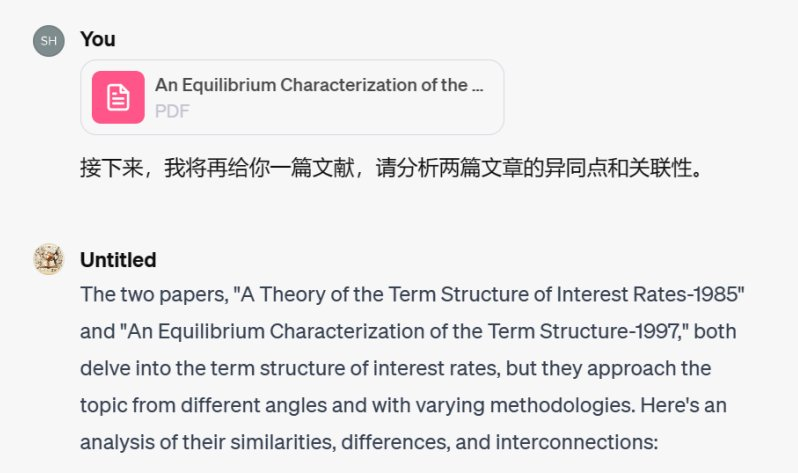 SH You
An Equilibrium Characterization of the ...
PDF
接下来，我将再给你一篇文献，请分析两篇文章的异同点和关联性。
Untitled
The two papers, "A Theory of the Term Structure of Interest Rates-1985"
and "An Equilibrium Characterization of the Term Structure-1997," both
delve into the term structure of interest rates, but they approach the
topic from different angles and with varying methodologies. Here's an
analysis of their similarities, differences, and interconnections: